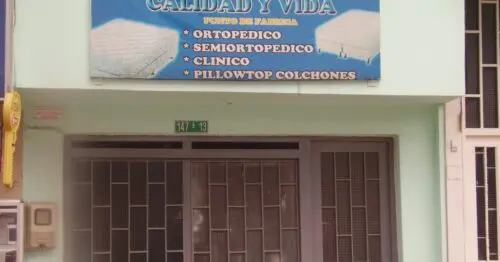 CALIDAD Y VIDA
PUNTO DE FABRICA
* ORTOPEDICO
* SEMIORTOPEDICO
* CLINICO
* PILLOWTOP COLCHONES
147 B 13